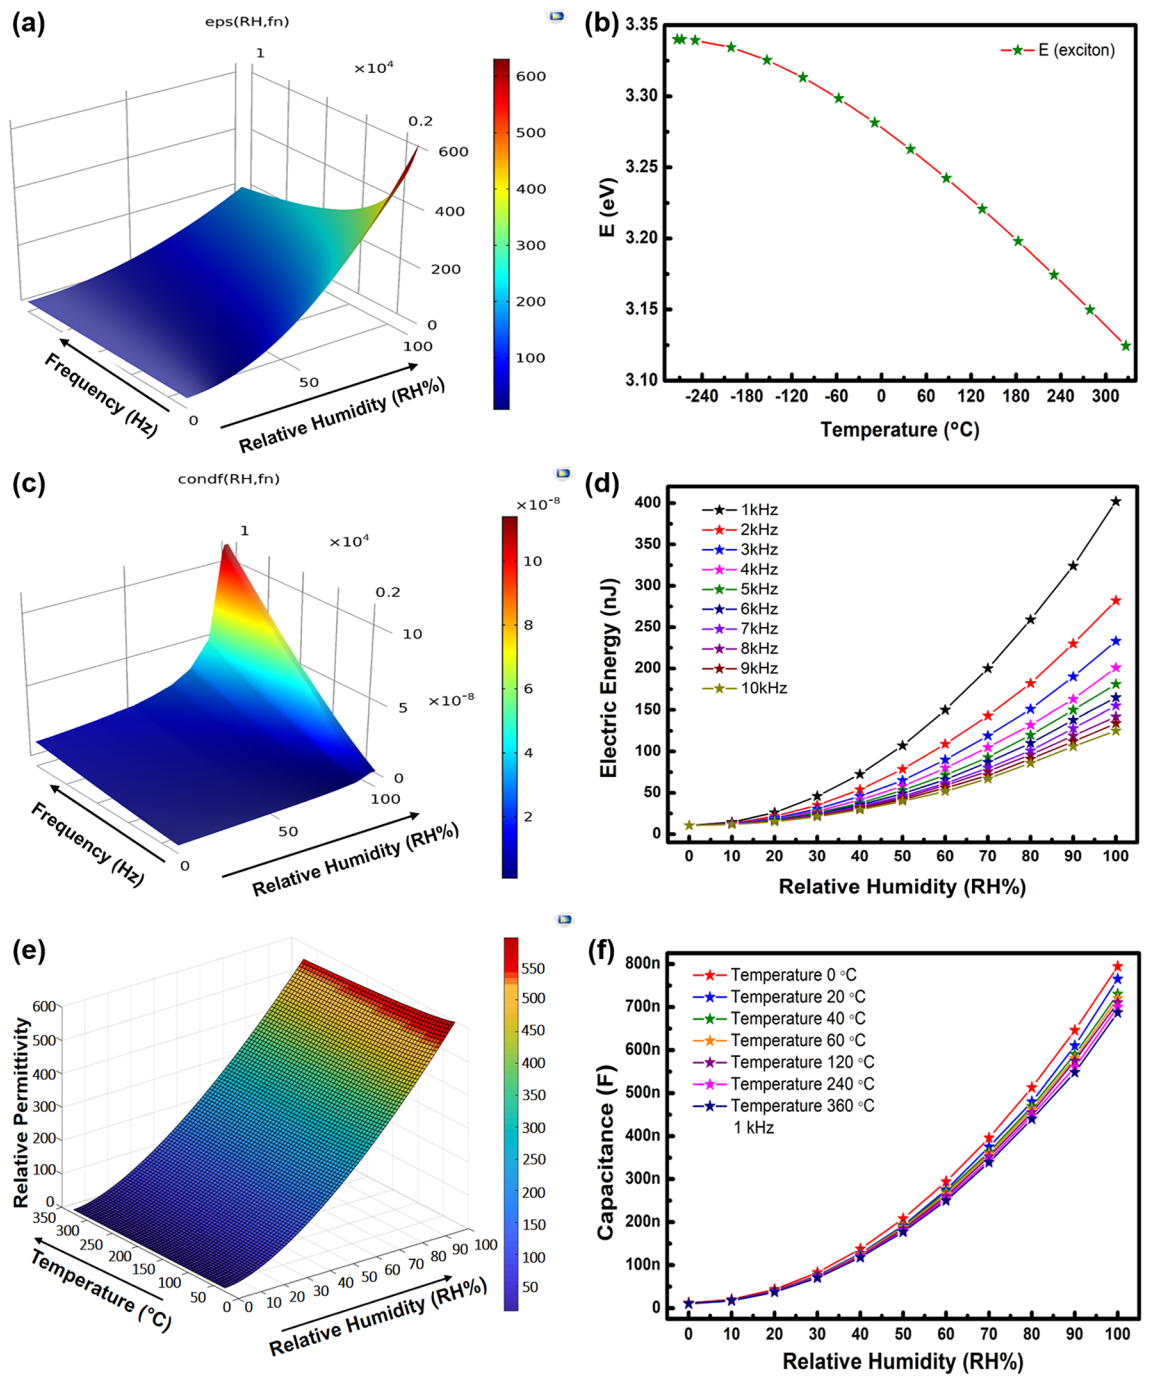 (a)
eps(RH,fn)
1
×10⁴
0.2
600
400
200
0
100
50
0
Frequency (Hz)
Relative Humidity (RH%)
600
500
400
300
200
100
(b)
3.35
3.30
3.25
3.20
3.15
3.10
E (eV)
E (exciton)
-240 -180 -120 -60 0 60 120 180 240 300
Temperature (°C)
(c)
condf(RH,fn)
1
×10⁴
0.2
10
5
×10⁻⁸
0
100
50
0
Frequency (Hz)
Relative Humidity (RH%)
×10⁻⁸
10
8
6
4
2
(d)
400
350
300
250
200
150
100
50
0
Electric Energy (nJ)
1kHz
2kHz
3kHz
4kHz
5kHz
6kHz
7kHz
8kHz
9kHz
10kHz
0 10 20 30 40 50 60 70 80 90 100
Relative Humidity (RH%)
(e)
600
500
400
300
200
100
0
Relative Permittivity
350
300
250
200
150
100
50
0
Temperature (°C)
0 10 20 30 40 50 60 70 80 90 100
Relative Humidity (RH%)
550
500
450
400
350
300
250
200
150
100
50
(f)
800n
700n
600n
500n
400n
300n
200n
100n
0
Capacitance (F)
Temperature 0 °C
Temperature 20 °C
Temperature 40 °C
Temperature 60 °C
Temperature 120 °C
Temperature 240 °C
Temperature 360 °C
1 kHz
0 10 20 30 40 50 60 70 80 90 100
Relative Humidity (RH%)